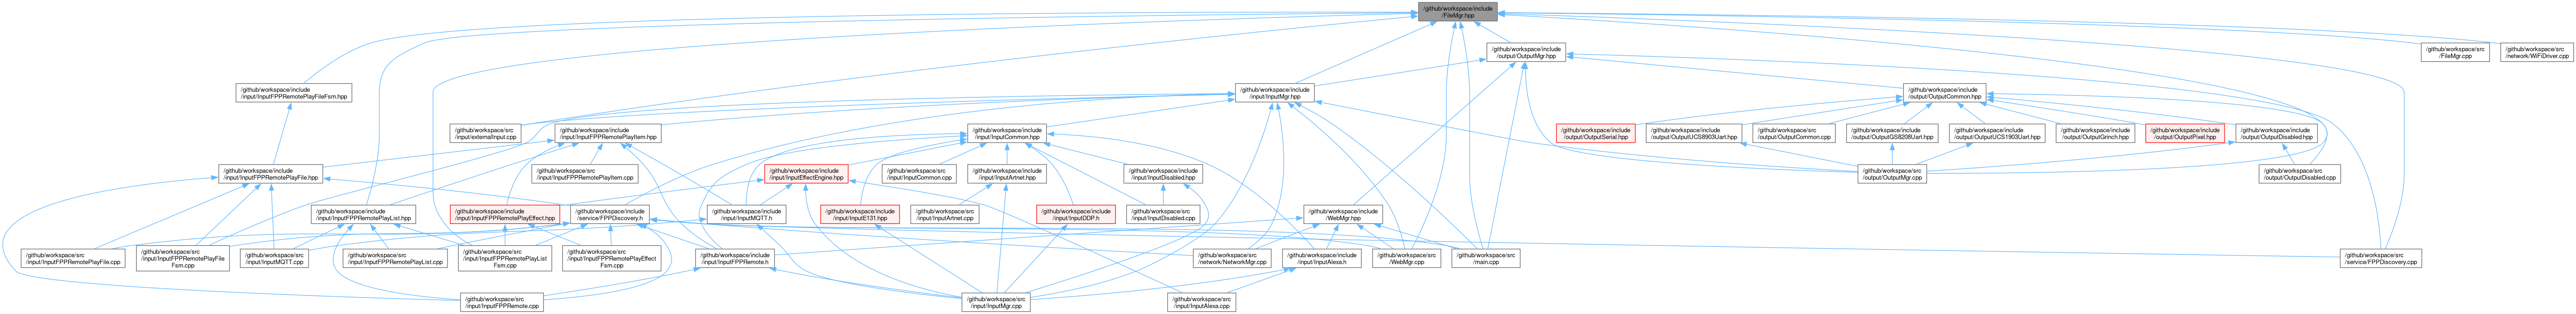 /github/workspace/include
/FileMgr.hpp
/github/workspace/include
/output/OutputMgr.hpp
/github/workspace/src
/FileMgr.cpp
/github/workspace/src
/network/WiFiDriver.cpp
/github/workspace/include
/input/InputFPPRemotePlayFileFsm.hpp
/github/workspace/include
/input/InputMgr.hpp
/github/workspace/include
/output/OutputCommon.hpp
/github/workspace/src
/input/externalInput.cpp
/github/workspace/include
/input/InputFPPRemotePlayItem.hpp
/github/workspace/include
/input/InputCommon.hpp
/github/workspace/include
/output/OutputSerial.hpp
/github/workspace/include
/output/OutputUCS8903Uart.hpp
/github/workspace/src
/output/OutputCommon.cpp
/github/workspace/include
/output/OutputGS8208Uart.hpp
/github/workspace/include
/output/OutputUCS1903Uart.hpp
/github/workspace/include
/output/OutputGrinch.hpp
/github/workspace/include
/output/OutputPixel.hpp
/github/workspace/include
/output/OutputDisabled.hpp
/github/workspace/include
/input/InputFPPRemotePlayFile.hpp
/github/workspace/src
/input/InputFPPRemotePlayItem.cpp
/github/workspace/include
/input/InputEffectEngine.hpp
/github/workspace/src
/input/InputCommon.cpp
/github/workspace/include
/input/InputArtnet.hpp
/github/workspace/include
/input/InputDisabled.hpp
/github/workspace/src
/output/OutputMgr.cpp
/github/workspace/src
/output/OutputDisabled.cpp
/github/workspace/include
/input/InputFPPRemotePlayList.hpp
/github/workspace/include
/input/InputFPPRemotePlayEffect.hpp
/github/workspace/include
/service/FPPDiscovery.h
/github/workspace/include
/input/InputMQTT.h
/github/workspace/include
/input/InputE131.hpp
/github/workspace/src
/input/InputArtnet.cpp
/github/workspace/include
/input/InputDDP.h
/github/workspace/src
/input/InputDisabled.cpp
/github/workspace/include
/WebMgr.hpp
/github/workspace/src
/input/InputFPPRemotePlayFile.cpp
/github/workspace/src
/input/InputFPPRemotePlayFile
Fsm.cpp
/github/workspace/src
/input/InputMQTT.cpp
/github/workspace/src
/input/InputFPPRemotePlayList.cpp
/github/workspace/src
/input/InputFPPRemotePlayList
Fsm.cpp
/github/workspace/src
/input/InputFPPRemotePlayEffect
Fsm.cpp
/github/workspace/include
/input/InputFPPRemote.h
/github/workspace/src
/network/NetworkMgr.cpp
/github/workspace/include
/input/InputAlexa.h
/github/workspace/src
/WebMgr.cpp
/github/workspace/src
/main.cpp
/github/workspace/src
/service/FPPDiscovery.cpp
/github/workspace/src
/input/InputFPPRemote.cpp
/github/workspace/src
/input/InputMgr.cpp
/github/workspace/src
/input/InputAlexa.cpp